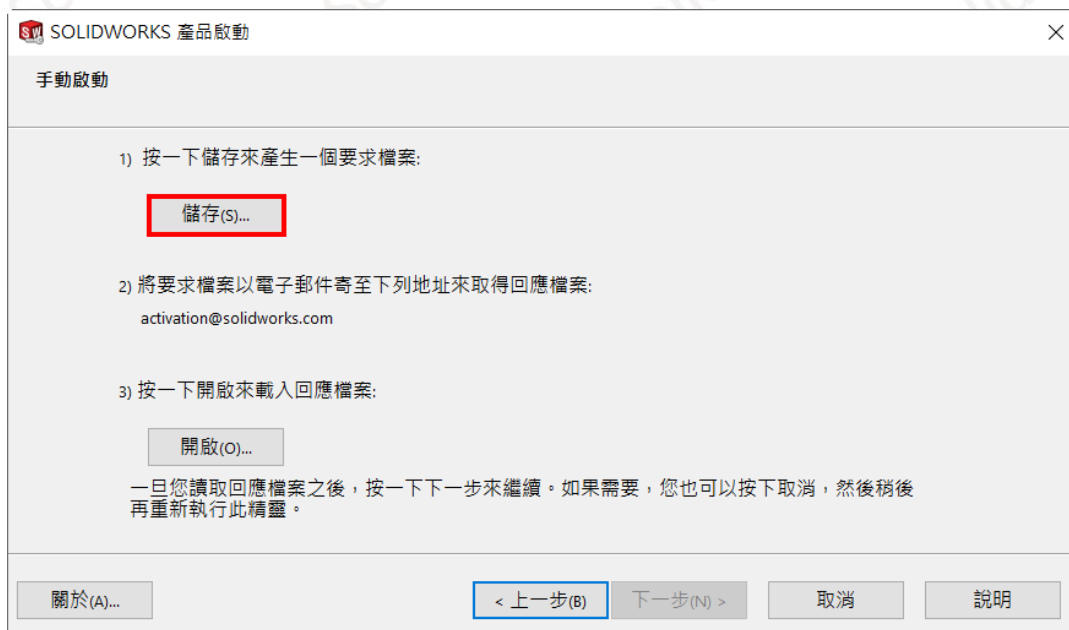 SOLIDWORKS 產品啟動
手動啟動
1) 按一下儲存來產生一個要求檔案:
儲存(S)...
2) 將要求檔案以電子郵件寄至下列地址來取得回應檔案:
activation@solidworks.com
3) 按一下開啟來載入回應檔案:
開啟(O)...
一旦您讀取回應檔案之後，按一下下一步來繼續。如果需要，您也可以按下取消，然後稍後
再重新執行此精靈。
關於(A)... < 上一步(B) 下一步(N) > 取消 說明